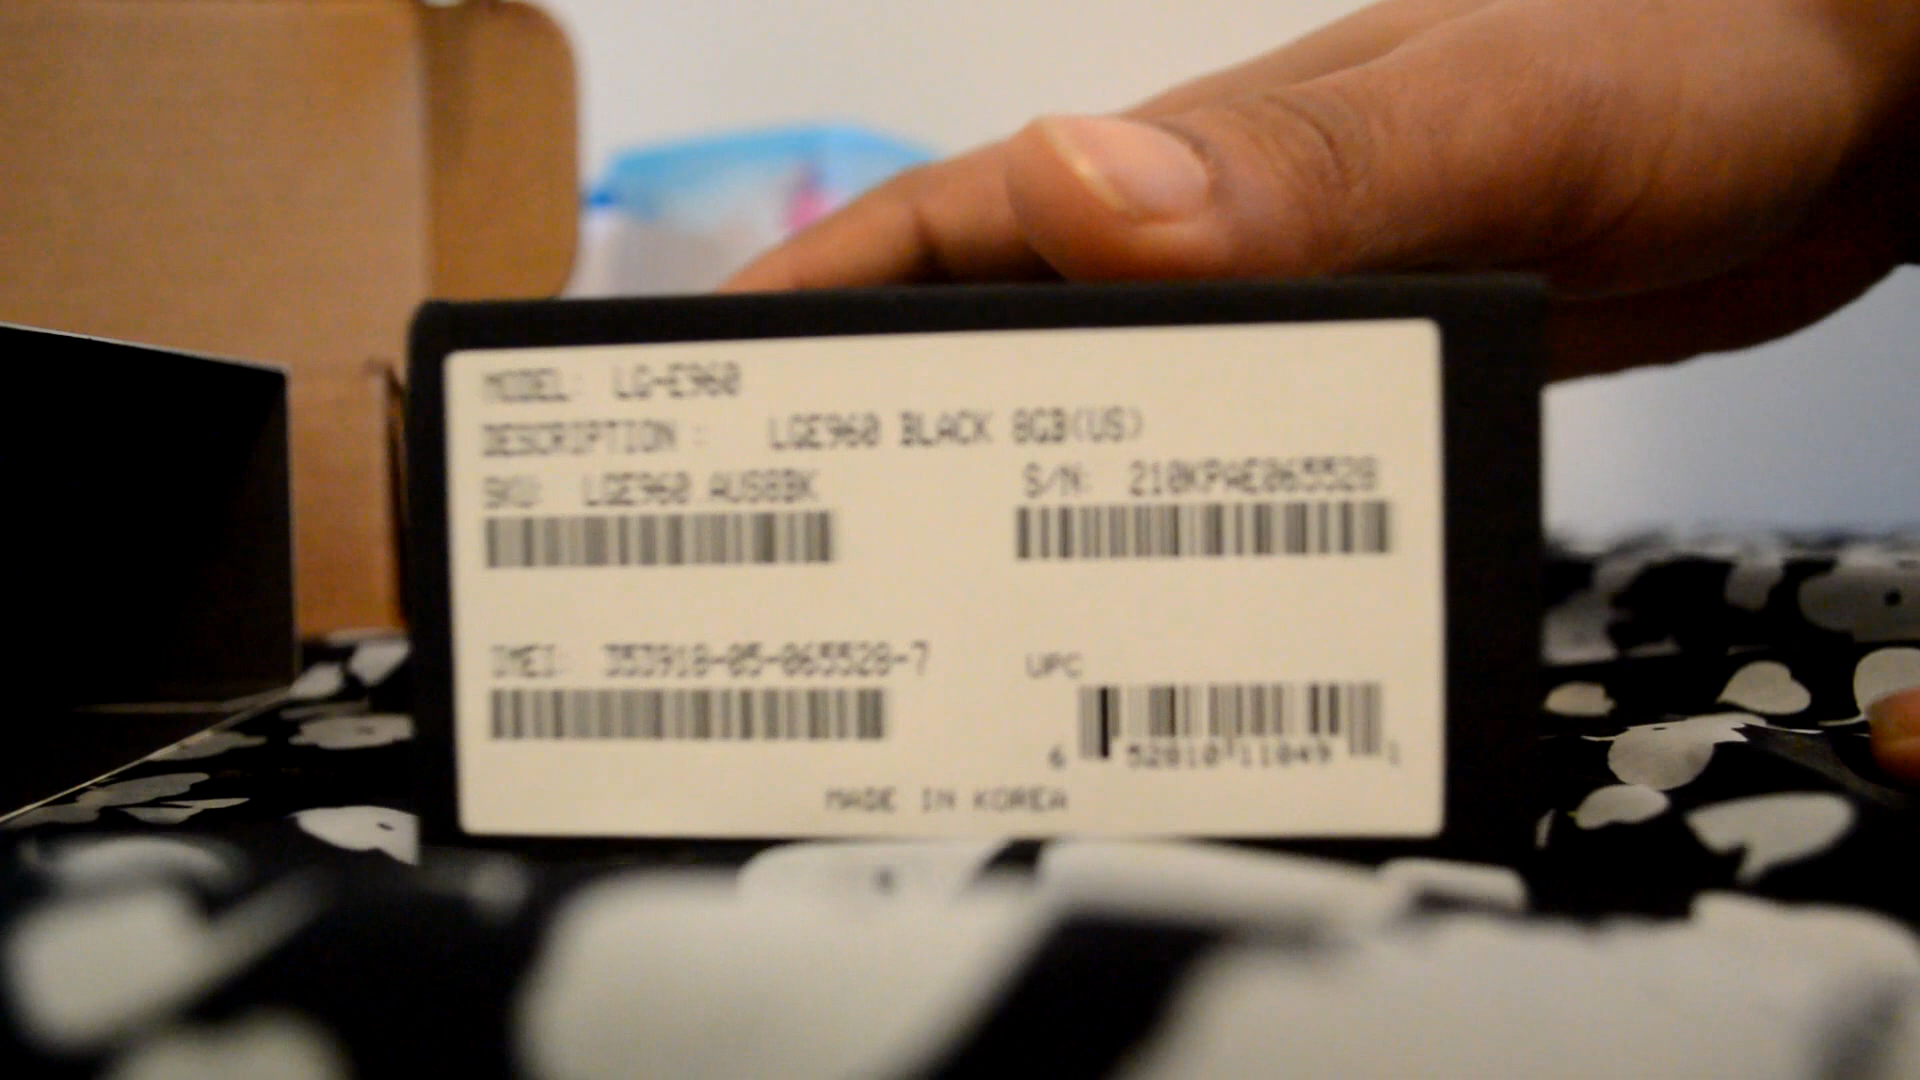 MODEL: LG-E960
DESCRIPTION : LGE960 BLACK 8GB(US)
SKU: LGE960 AUS8BK
S/N: 210KPAE065528
IMEI: 353918-05-065528-7
UPC
6 52810 11049 1
MADE IN KOREA